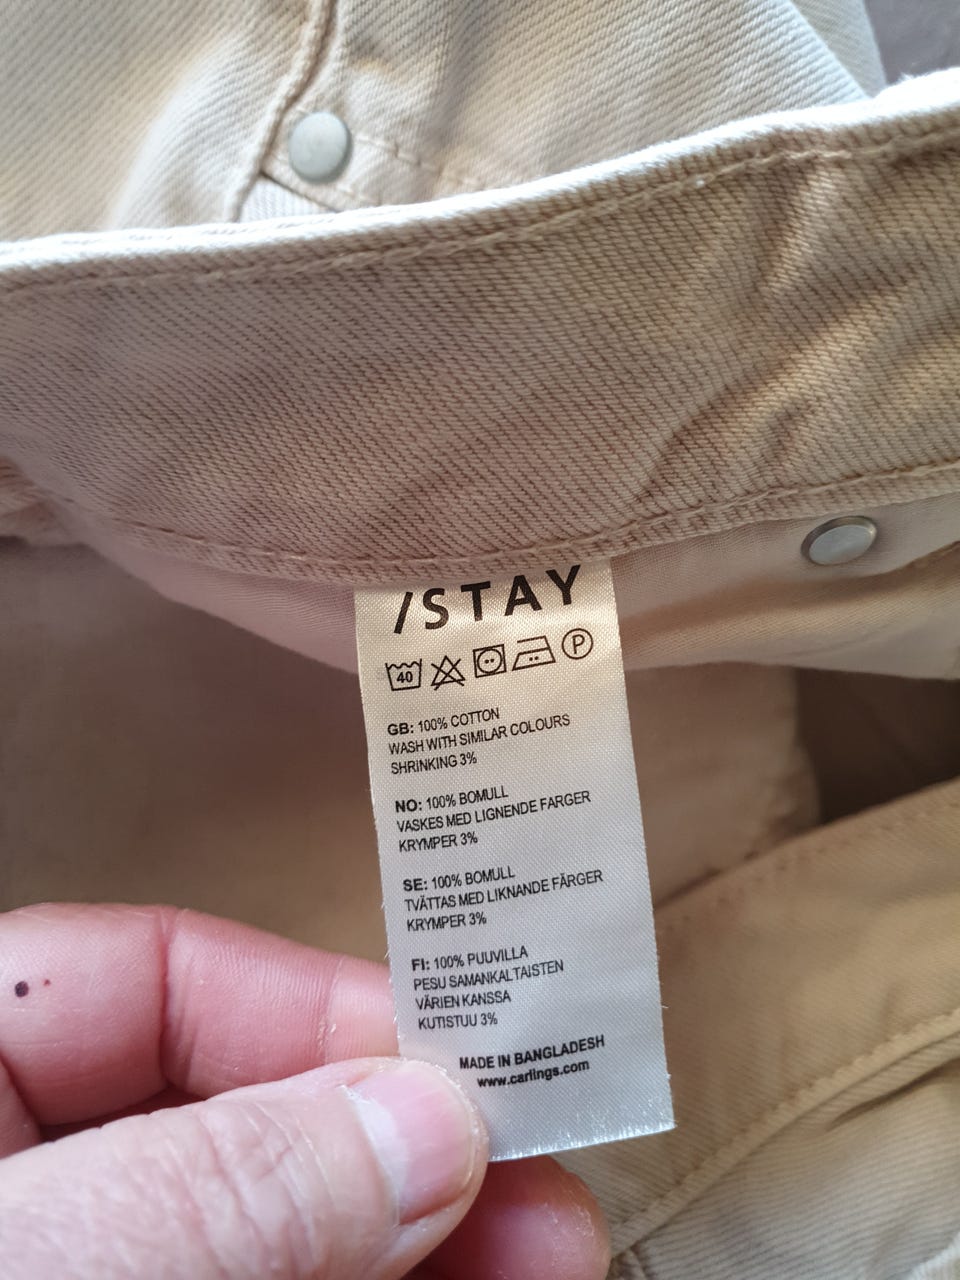 /STAY
40 P
GB: 100% COTTON
WASH WITH SIMILAR COLOURS
SHRINKING 3%
NO: 100% BOMULL
VASKES MED LIGNENDE FARGER
KRYMPER 3%
SE: 100% BOMULL
TVÄTTAS MED LIKNANDE FÄRGER
KRYMPER 3%
FI: 100% PUUVILLA
PESU SAMANKALTAISTEN
VÄRIEN KANSSA
KUTISTUU 3%
MADE IN BANGLADESH
www.carlings.com